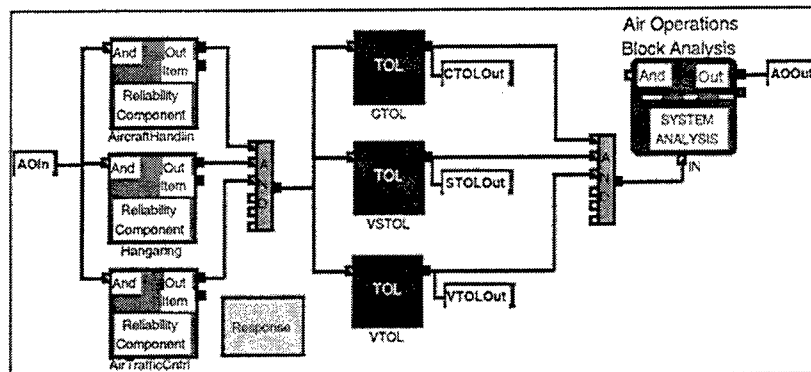 Air Operations
Block Analysis
And Out
Item
Reliability
Component
AircraftHandlin
TOL
CTOL
CTOLOut
And Out
AOOut
SYSTEM
ANALYSIS
IN
AOIn
And Out
Item
Reliability
Component
Hangaring
A
N
D
TOL
VSTOL
STOLOut
A
N
D
And Out
Item
Reliability
Component
AirTrafficCntrl
Response
TOL
VTOL
VTOLOut